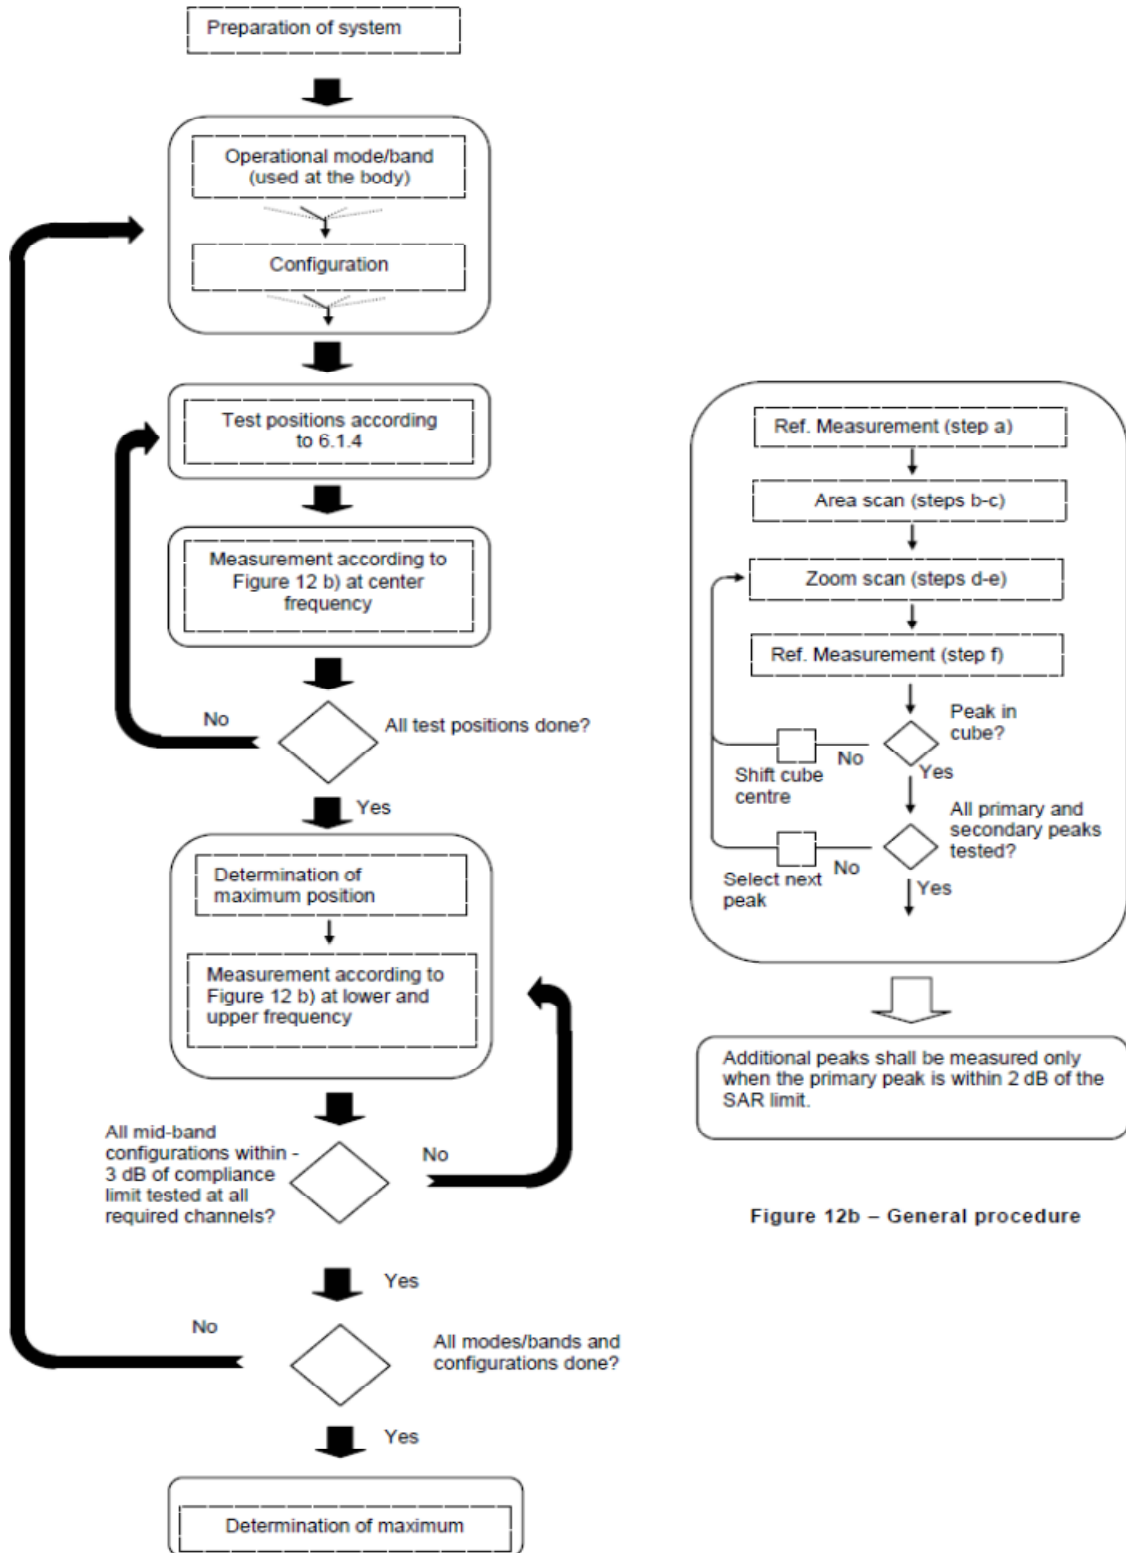 Preparation of system
Operational mode/band
(used at the body)
Configuration
Test positions according
to 6.1.4
Measurement according to
Figure 12 b) at center
frequency
No
All test positions done?
Yes
Determination of
maximum position
Measurement according to
Figure 12 b) at lower and
upper frequency
All mid-band
configurations within -
3 dB of compliance
limit tested at all
required channels?
No
Yes
No
All modes/bands and
configurations done?
Yes
Determination of maximum
Ref. Measurement (step a)
Area scan (steps b-c)
Zoom scan (steps d-e)
Ref. Measurement (step f)
Peak in
cube?
No
Shift cube
centre
Yes
All primary and
secondary peaks
tested?
No
Select next
peak
Yes
Additional peaks shall be measured only
when the primary peak is within 2 dB of the
SAR limit.
Figure 12b – General procedure